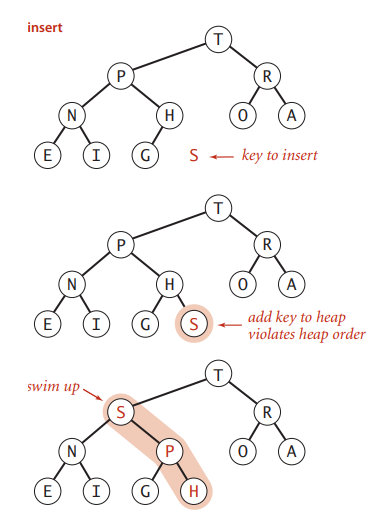 insert
T
P R
N H O A
E I G S key to insert
T
P R
N H O A
E I G S add key to heap
violates heap order
swim up
T
S R
N P O A
E I G H